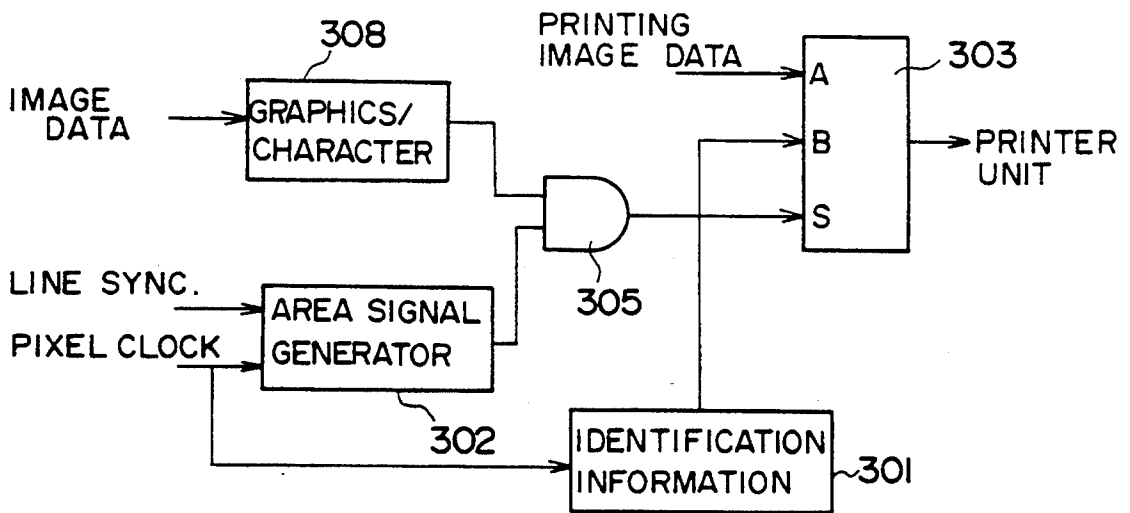 308
PRINTING
IMAGE DATA
303
A
IMAGE
DATA
GRAPHICS/
CHARACTER
B
PRINTER
UNIT
S
LINE SYNC.
305
AREA SIGNAL
GENERATOR
PIXEL CLOCK
302
IDENTIFICATION
INFORMATION
301